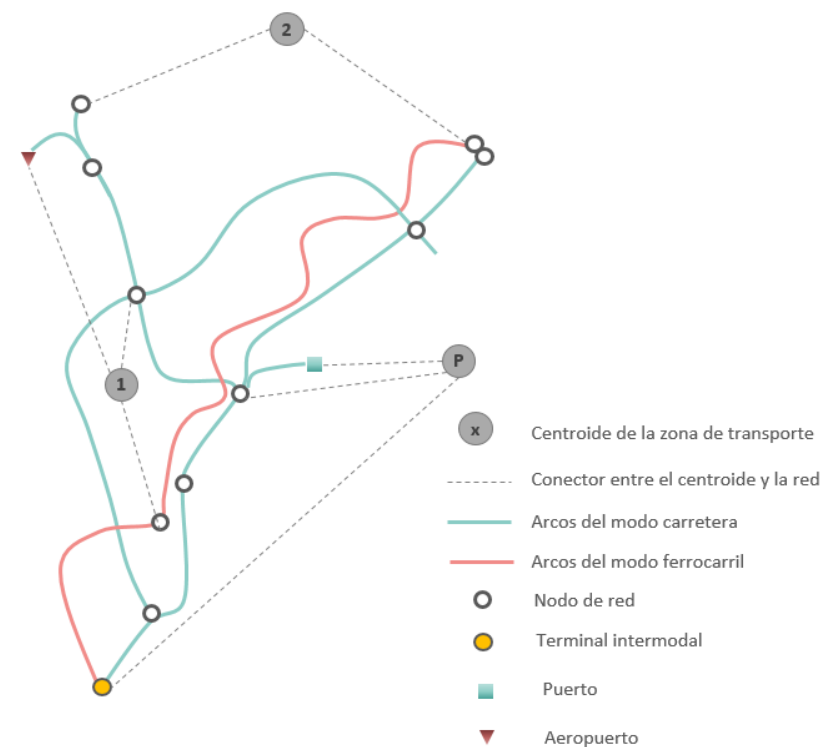 2
1
P
x
Centroide de la zona de transporte
Conector entre el centroide y la red
Arcos del modo carretera
Arcos del modo ferrocarril
Nodo de red
Terminal intermodal
Puerto
Aeropuerto